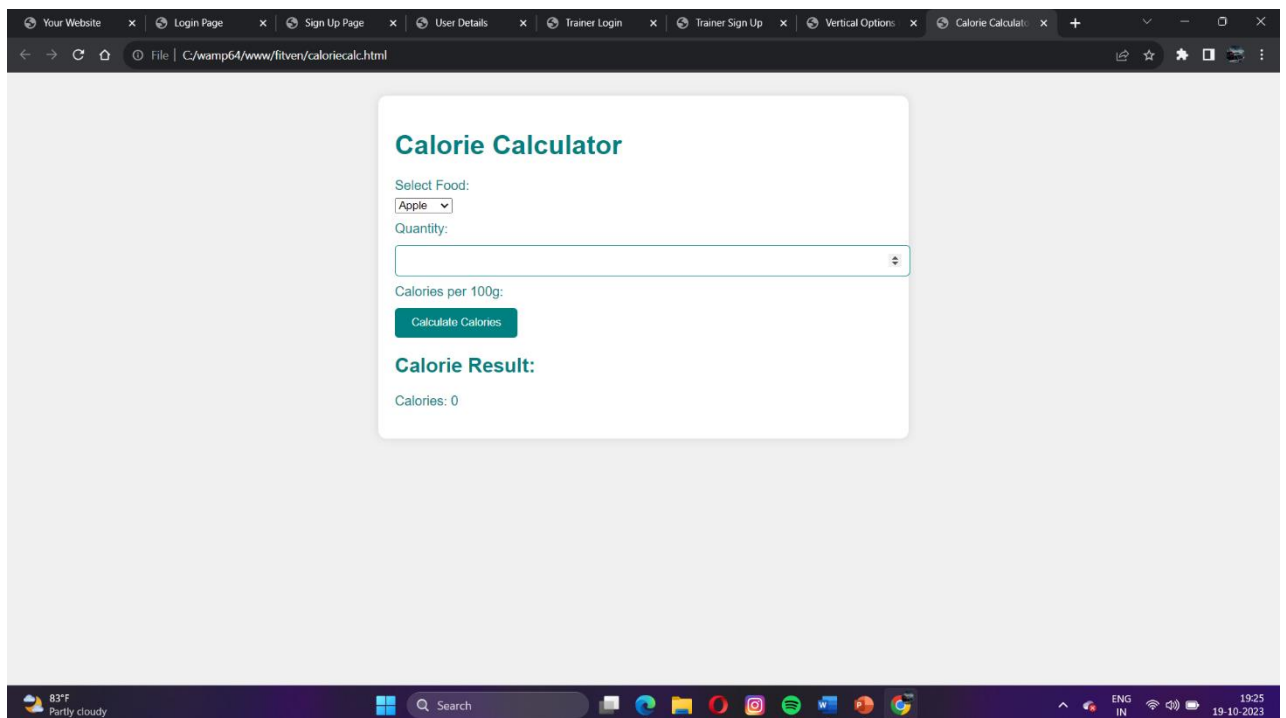 Your Website
Login Page
Sign Up Page
User Details
Trainer Login
Trainer Sign Up
Vertical Options
Calorie Calculato
File | C:/wamp64/www/fitven/caloriecalc.html
Calorie Calculator
Select Food:
Apple
Quantity:
Calories per 100g:
Calculate Calories
Calorie Result:
Calories: 0
83°F
Partly cloudy
Search
ENG
IN
19:25
19-10-2023